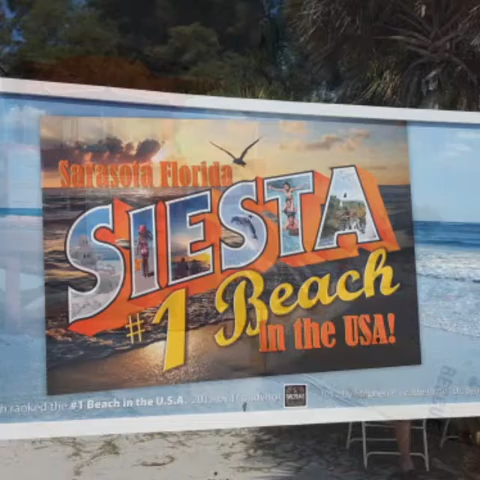 Sarasota Florida
SIESTA
#1 Beach
in the USA!
ranked the #1 Beach in the U.S.A.